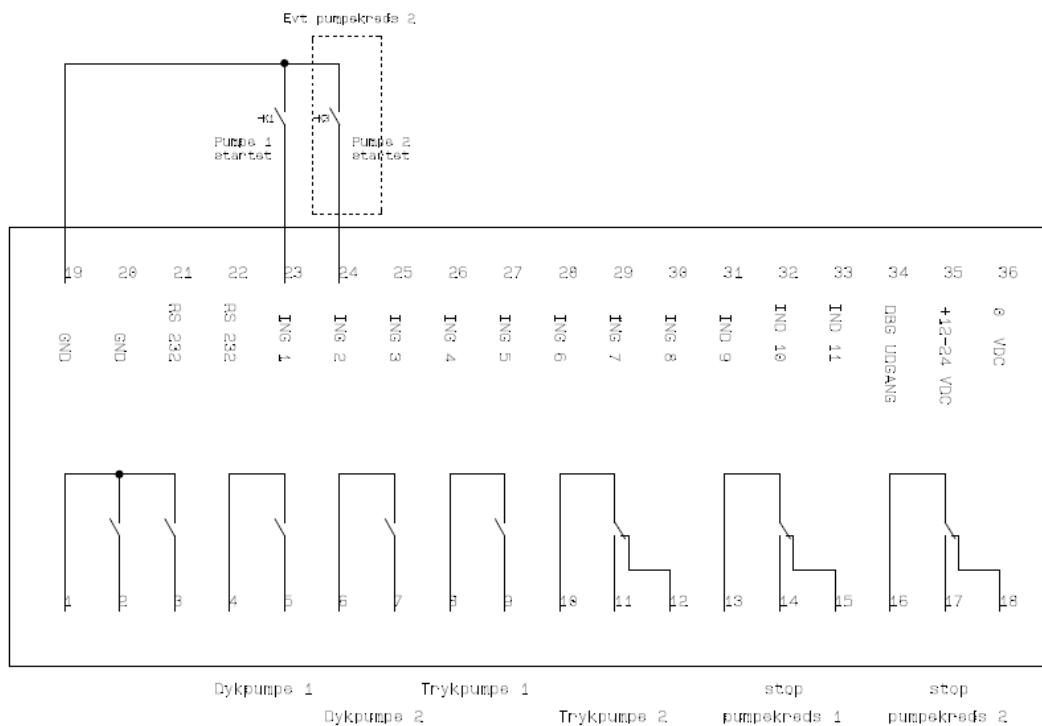 Evt pumpekreds 2
-K1
-K3
Pumpe 1
startet
Pumpe 2
startet
19 20 21 22 23 24 25 26 27 28 29 30 31 32 33 34 35 36
GND
GND
RS 232
RS 232
ING 1
ING 2
ING 3
ING 4
ING 5
ING 6
ING 7
ING 8
IND 9
IND 10
IND 11
DBG UDGANG
+12-24 VDC
0 VDC
1 2 3 4 5 6 7 8 9 10 11 12 13 14 15 16 17 18
Dykpumpe 1 Trykpumpe 1 stop stop
Dykpumpe 2 Trykpumpe 2 pumpekreds 1 pumpekreds 2